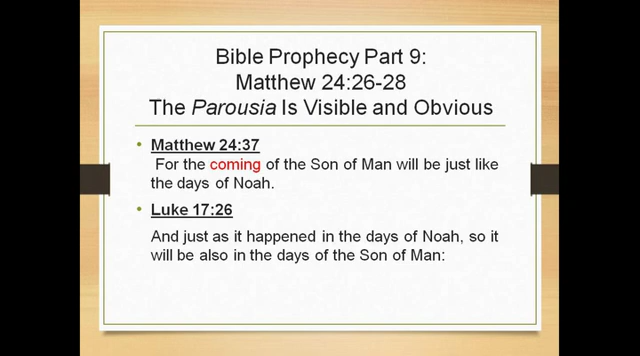 Bible Prophecy Part 9:
Matthew 24:26-28
The Parousia Is Visible and Obvious
• Matthew 24:37
For the coming of the Son of Man will be just like
the days of Noah.
• Luke 17:26
And just as it happened in the days of Noah, so it
will be also in the days of the Son of Man: